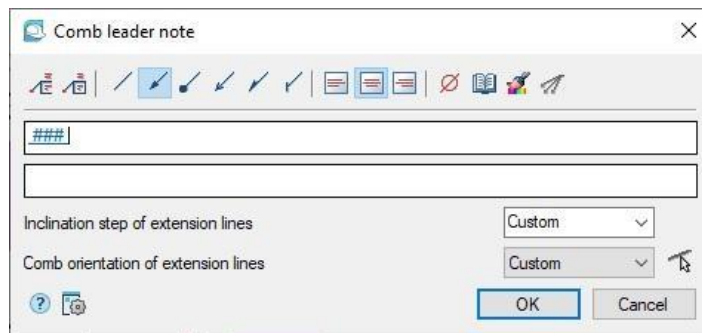 Comb leader note
###
Inclination step of extension lines Custom
Comb orientation of extension lines Custom
OK Cancel